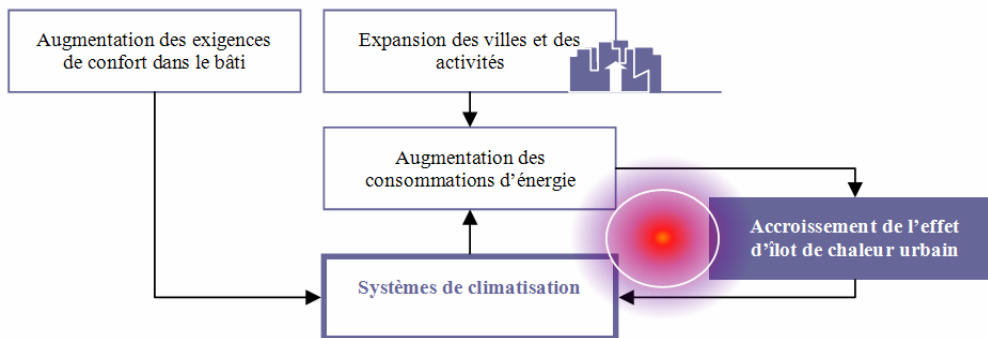 Augmentation des exigences
de confort dans le bâti
Expansion des villes et des
activités
Augmentation des
consommations d’énergie
Accroissement de l’effet
d’îlot de chaleur urbain
Systèmes de climatisation